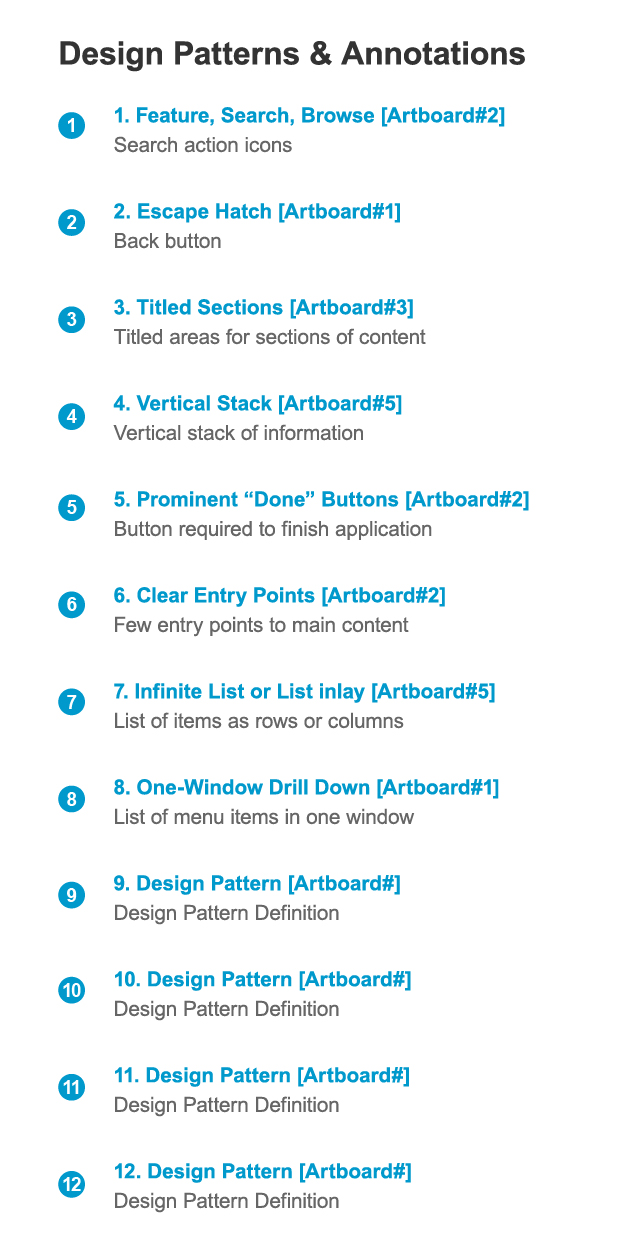 Design Patterns & Annotations
1
1. Feature, Search, Browse [Artboard#2]
Search action icons
2
2. Escape Hatch [Artboard#1]
Back button
3
3. Titled Sections [Artboard#3]
Titled areas for sections of content
4
4. Vertical Stack [Artboard#5]
Vertical stack of information
5
5. Prominent “Done” Buttons [Artboard#2]
Button required to finish application
6
6. Clear Entry Points [Artboard#2]
Few entry points to main content
7
7. Infinite List or List inlay [Artboard#5]
List of items as rows or columns
8
8. One-Window Drill Down [Artboard#1]
List of menu items in one window
9
9. Design Pattern [Artboard#]
Design Pattern Definition
10
10. Design Pattern [Artboard#]
Design Pattern Definition
11
11. Design Pattern [Artboard#]
Design Pattern Definition
12
12. Design Pattern [Artboard#]
Design Pattern Definition